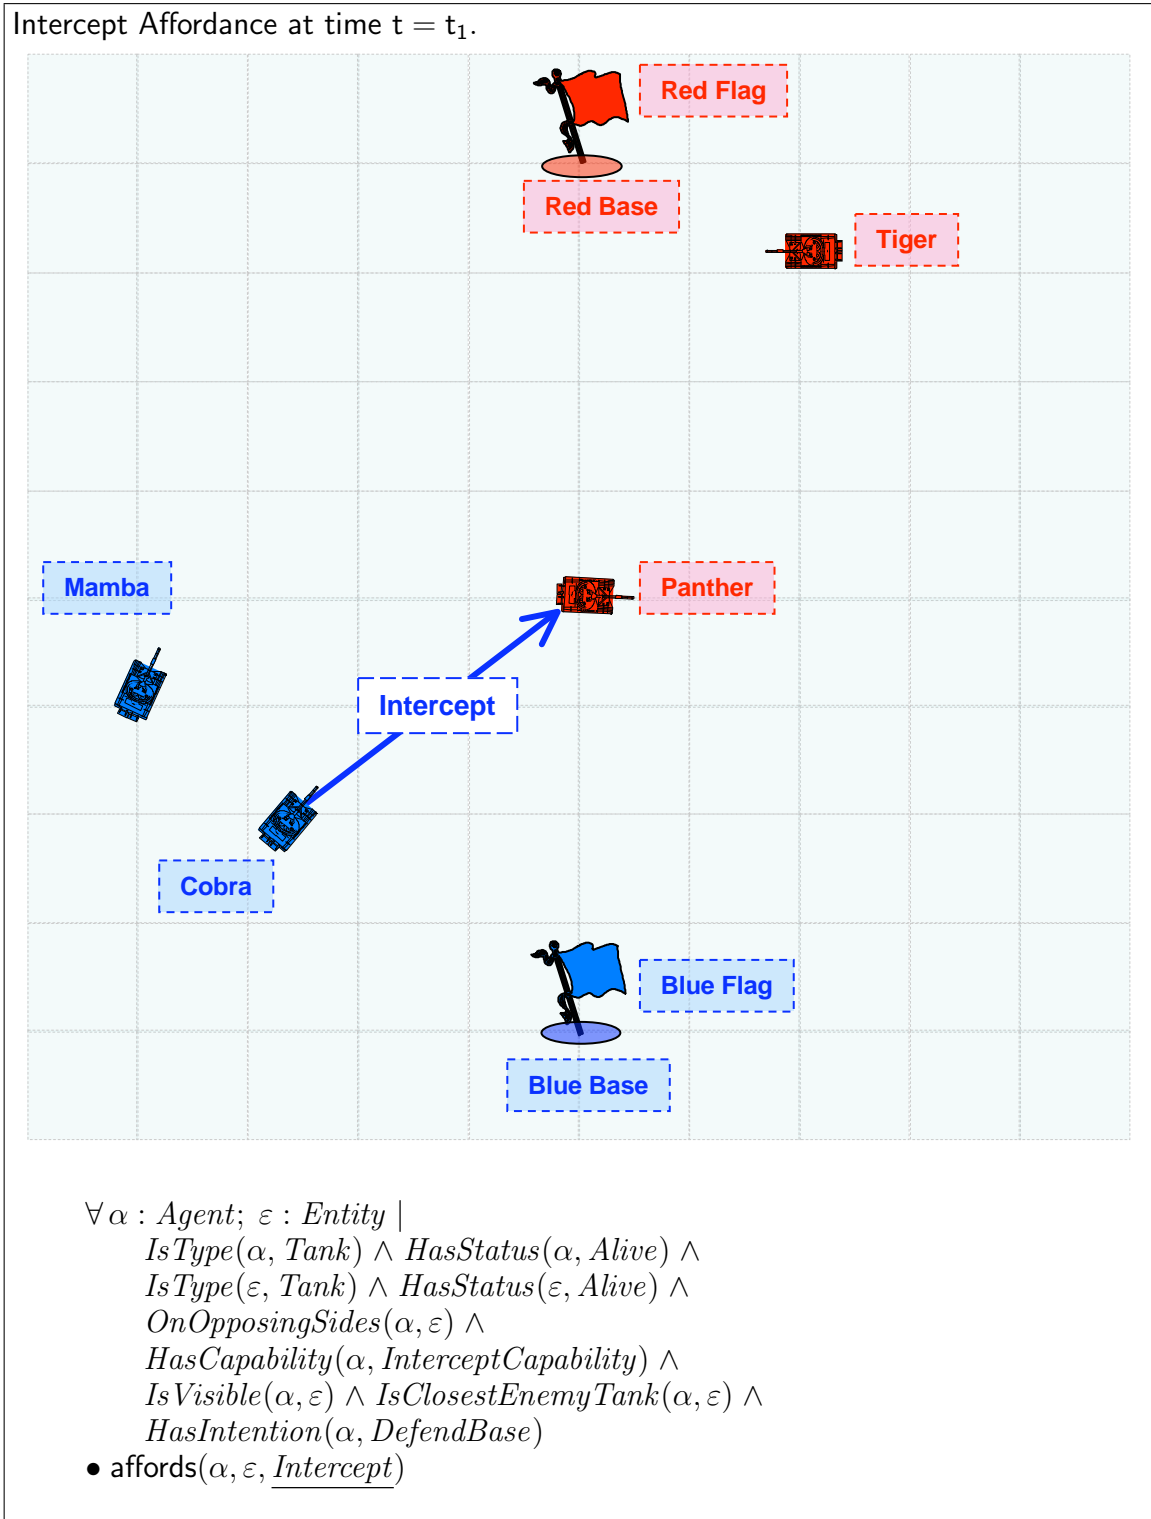 Intercept Affordance at time t = t₁.
Red Flag
Red Base
Tiger
Mamba
Panther
Intercept
Cobra
Blue Flag
Blue Base
∀ α : Agent; ε : Entity |
IsType(α, Tank) ∧ HasStatus(α, Alive) ∧
IsType(ε, Tank) ∧ HasStatus(ε, Alive) ∧
OnOpposingSides(α, ε) ∧
HasCapability(α, InterceptCapability) ∧
IsVisible(α, ε) ∧ IsClosestEnemyTank(α, ε) ∧
HasIntention(α, DefendBase)
• affords(α, ε, Intercept)